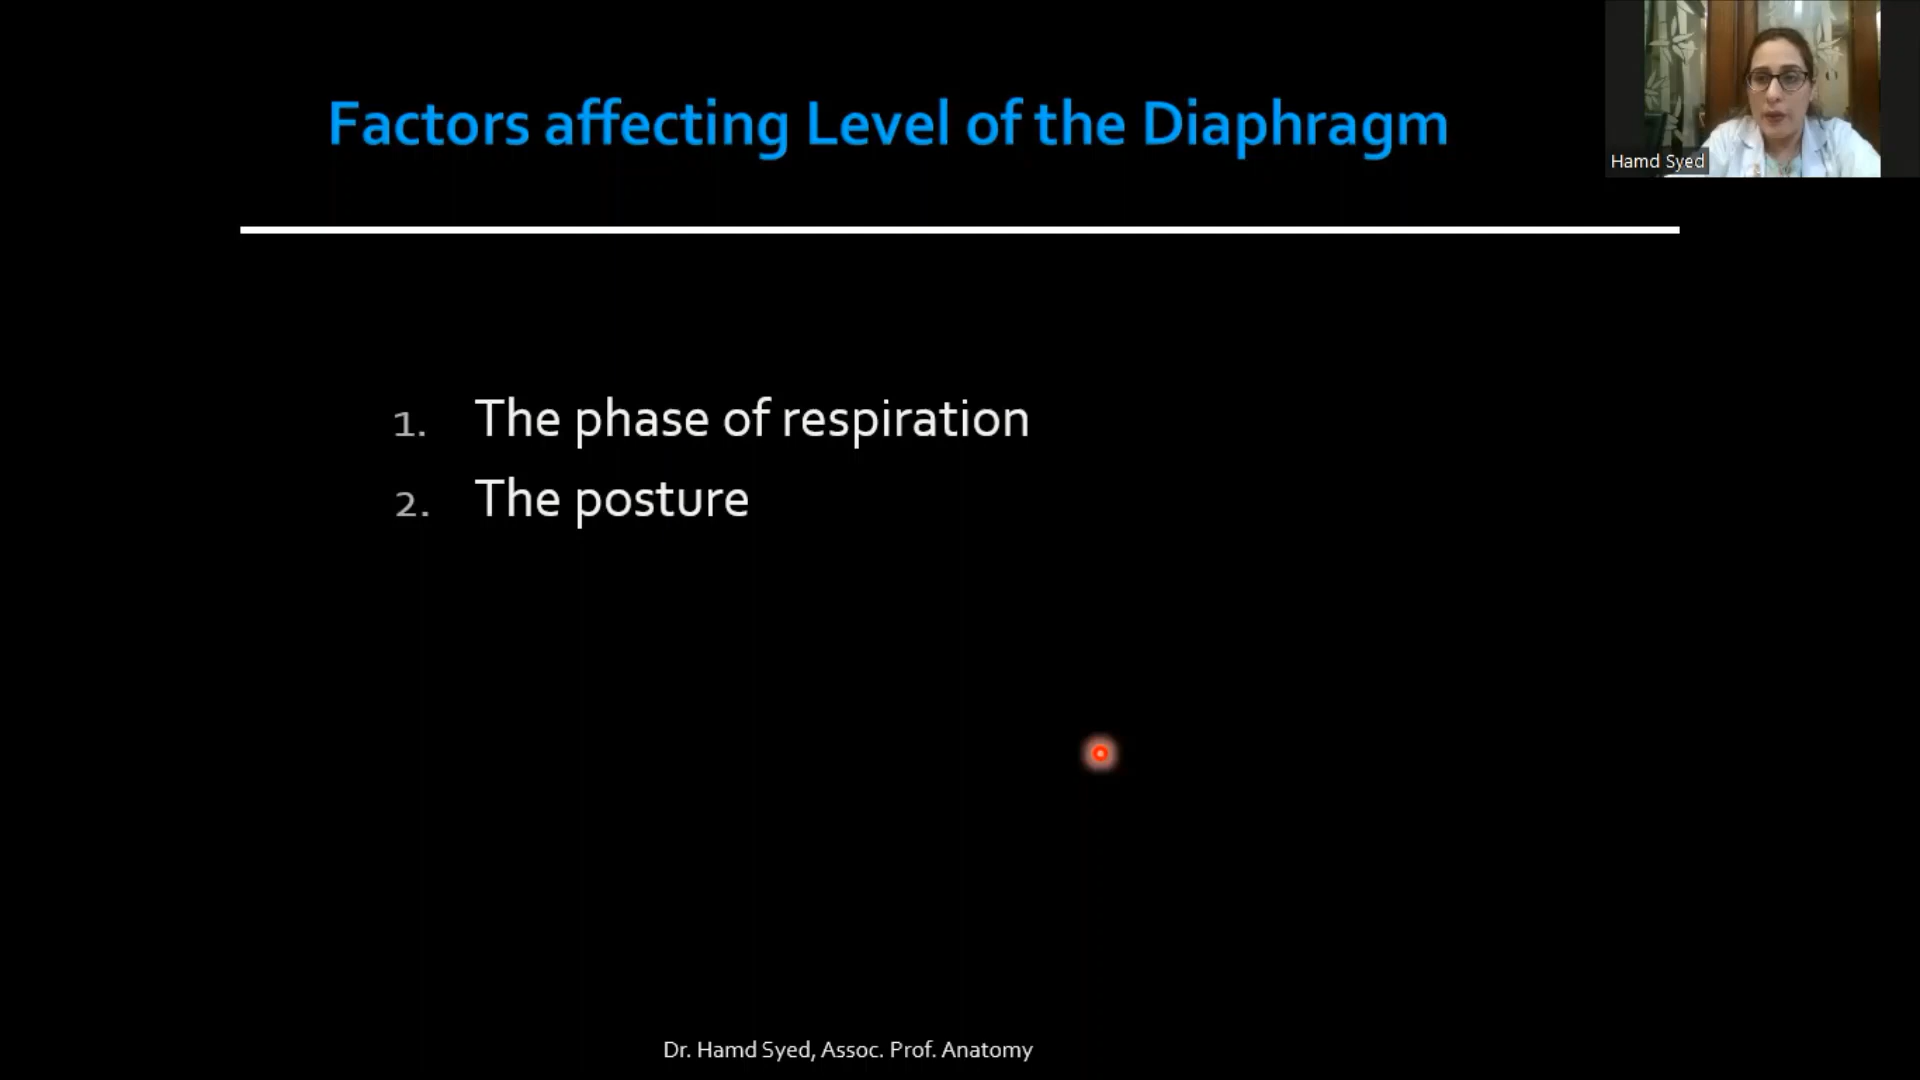 Factors affecting Level of the Diaphragm
Hamd Syed
1. The phase of respiration
2. The posture
Dr. Hamd Syed, Assoc. Prof. Anatomy